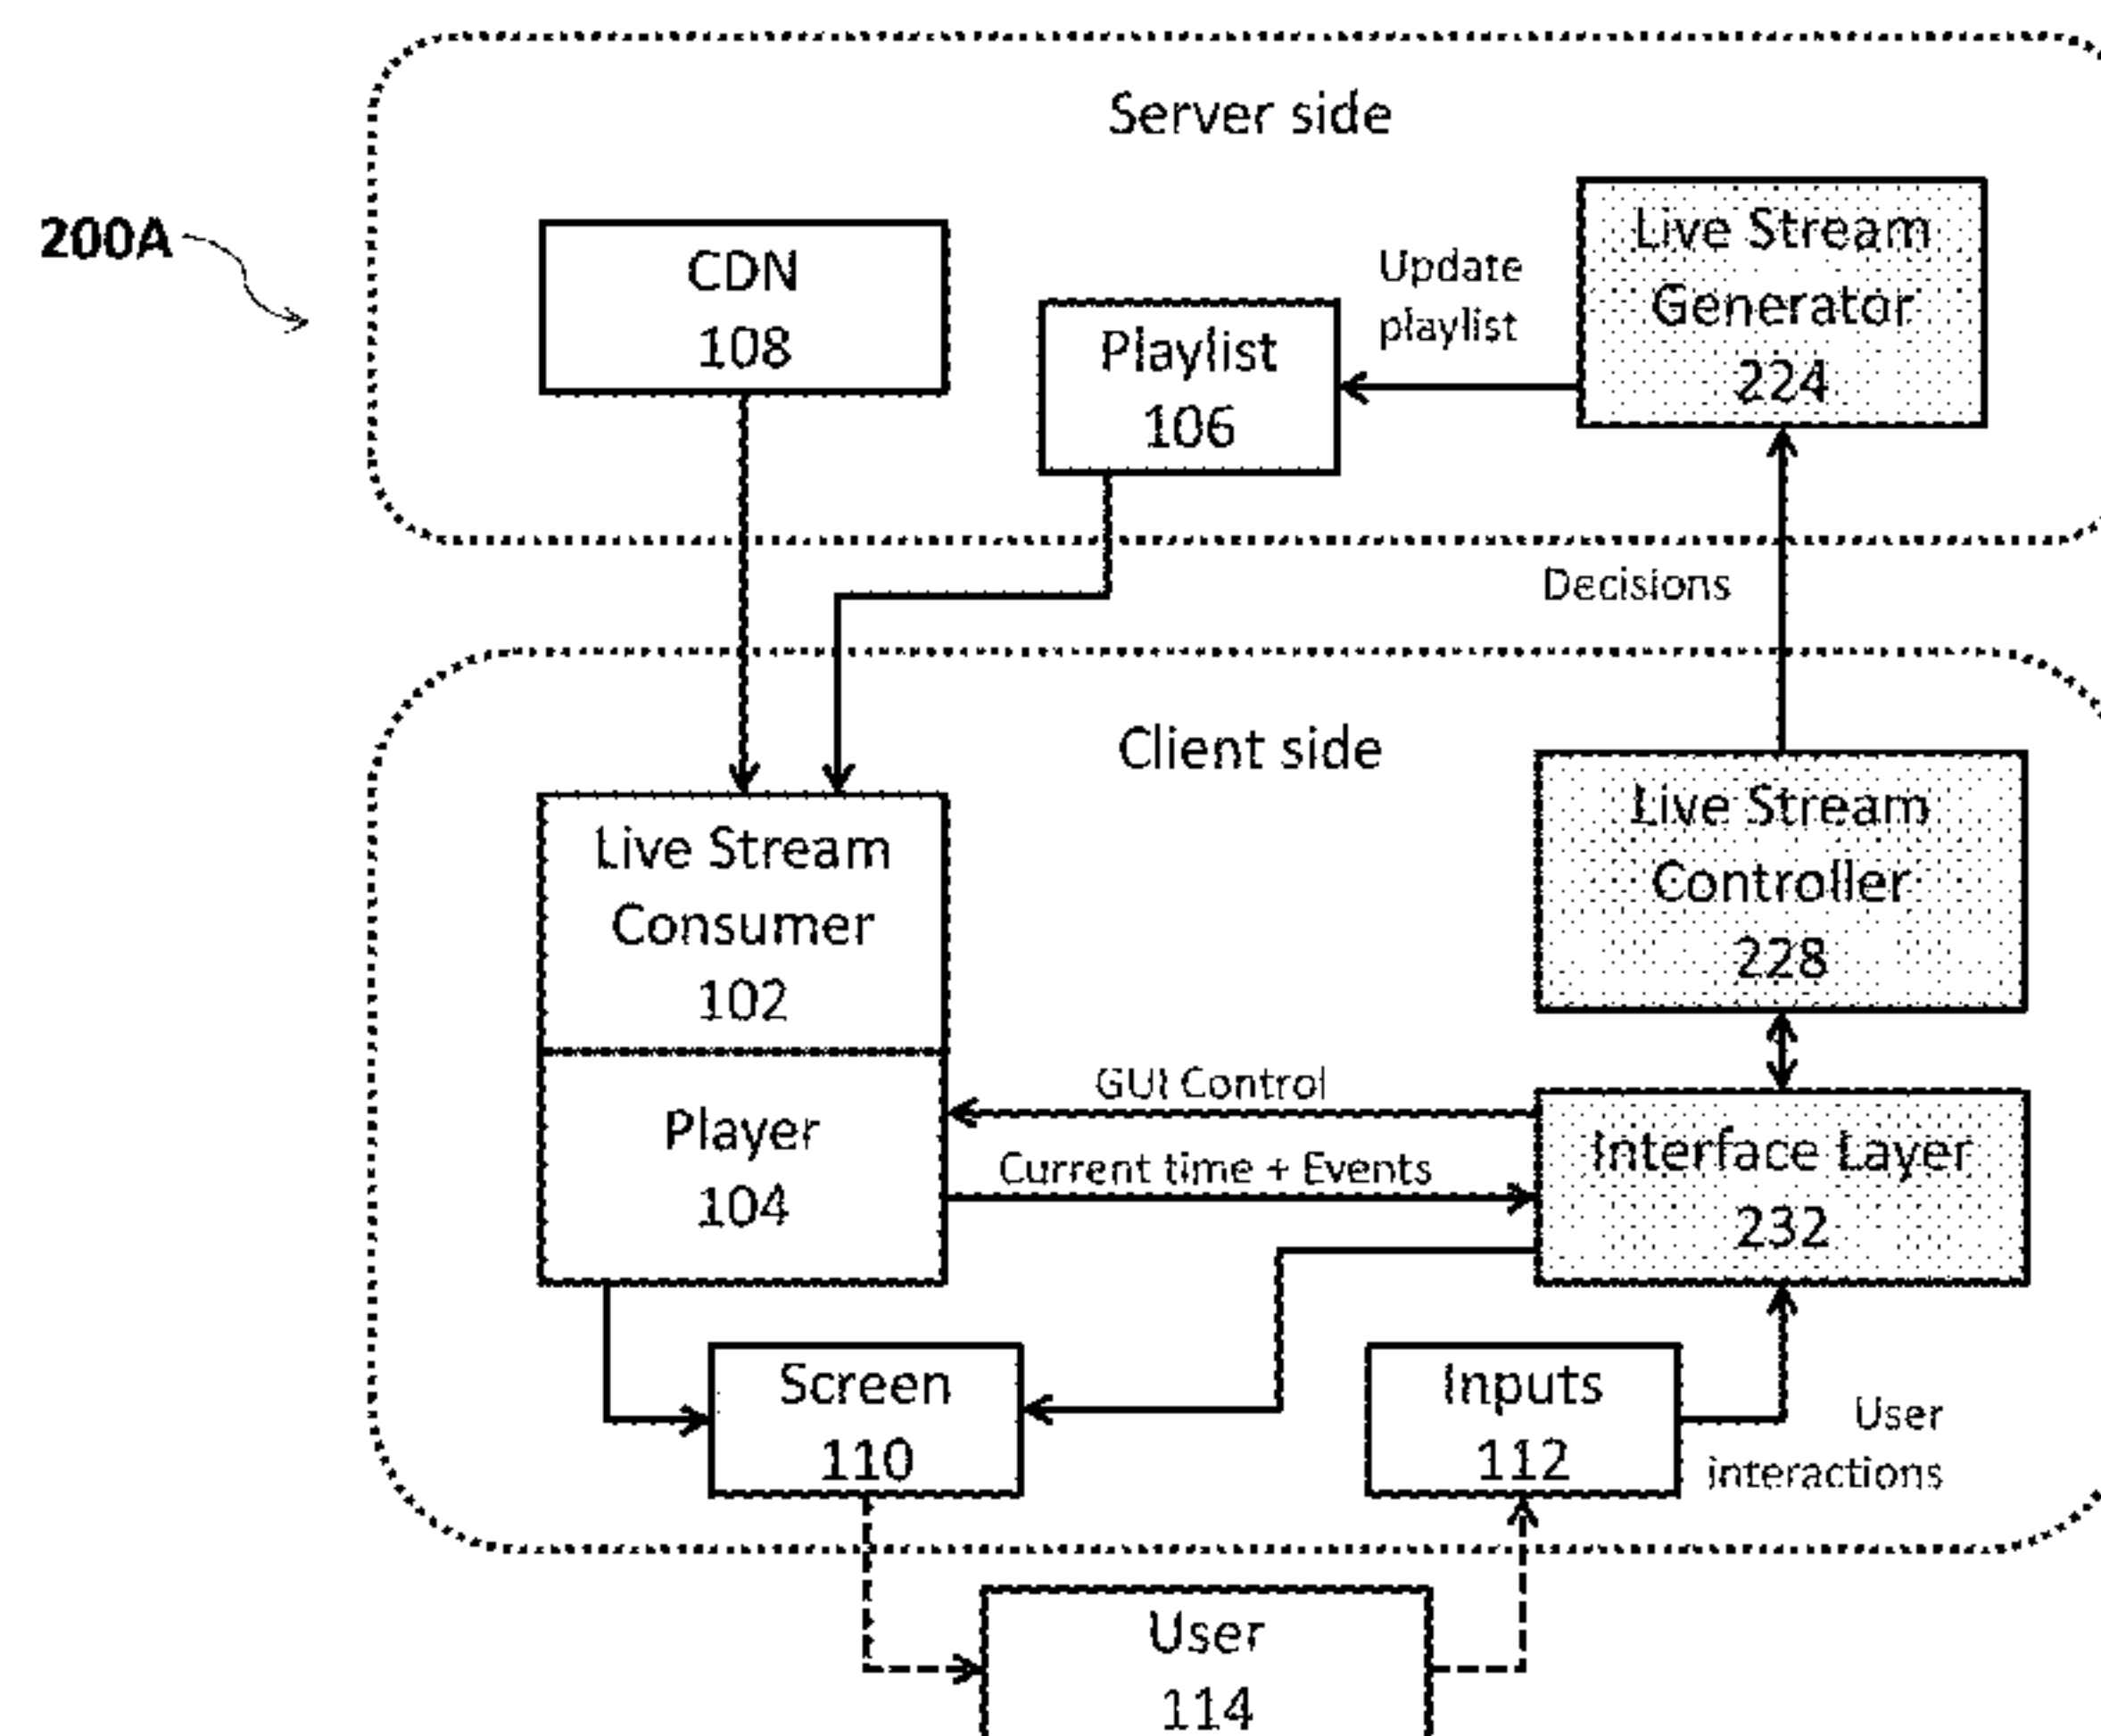 Server side
200A
CDN
108
Playlist
106
Update
playlist
Live Stream
Generator
224
Decisions
Client side
Live Stream
Consumer
102
Live Stream
Controller
228
Player
104
GUI Control
Current time + Events
Interface Layer
232
Screen
110
Inputs
112
User
interactions
User
114